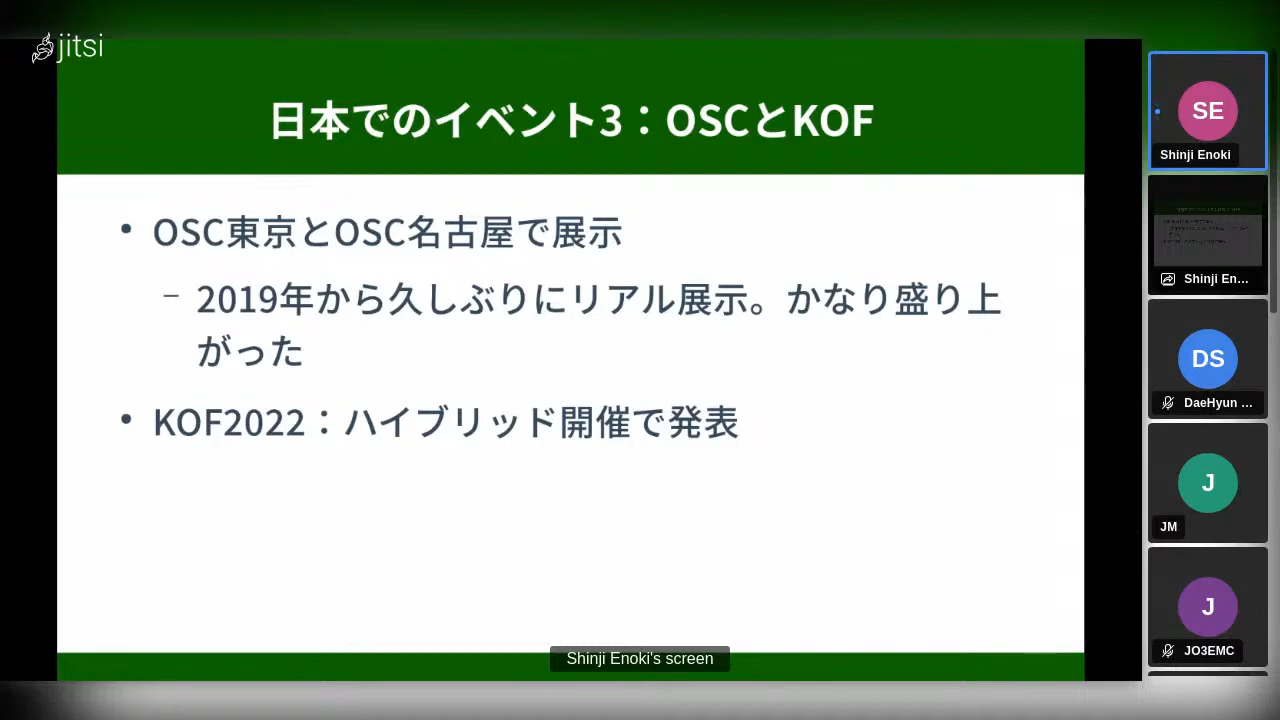 jitsi
日本でのイベント3：OSCとKOF
• OSC東京とOSC名古屋で展示
– 2019年から久しぶりにリアル展示。かなり盛り上
がった
• KOF2022：ハイブリッド開催で発表
Shinji Enoki's screen
SE
Shinji Enoki
Shinji En...
DS
DaeHyun ...
J
JM
J
JO3EMC